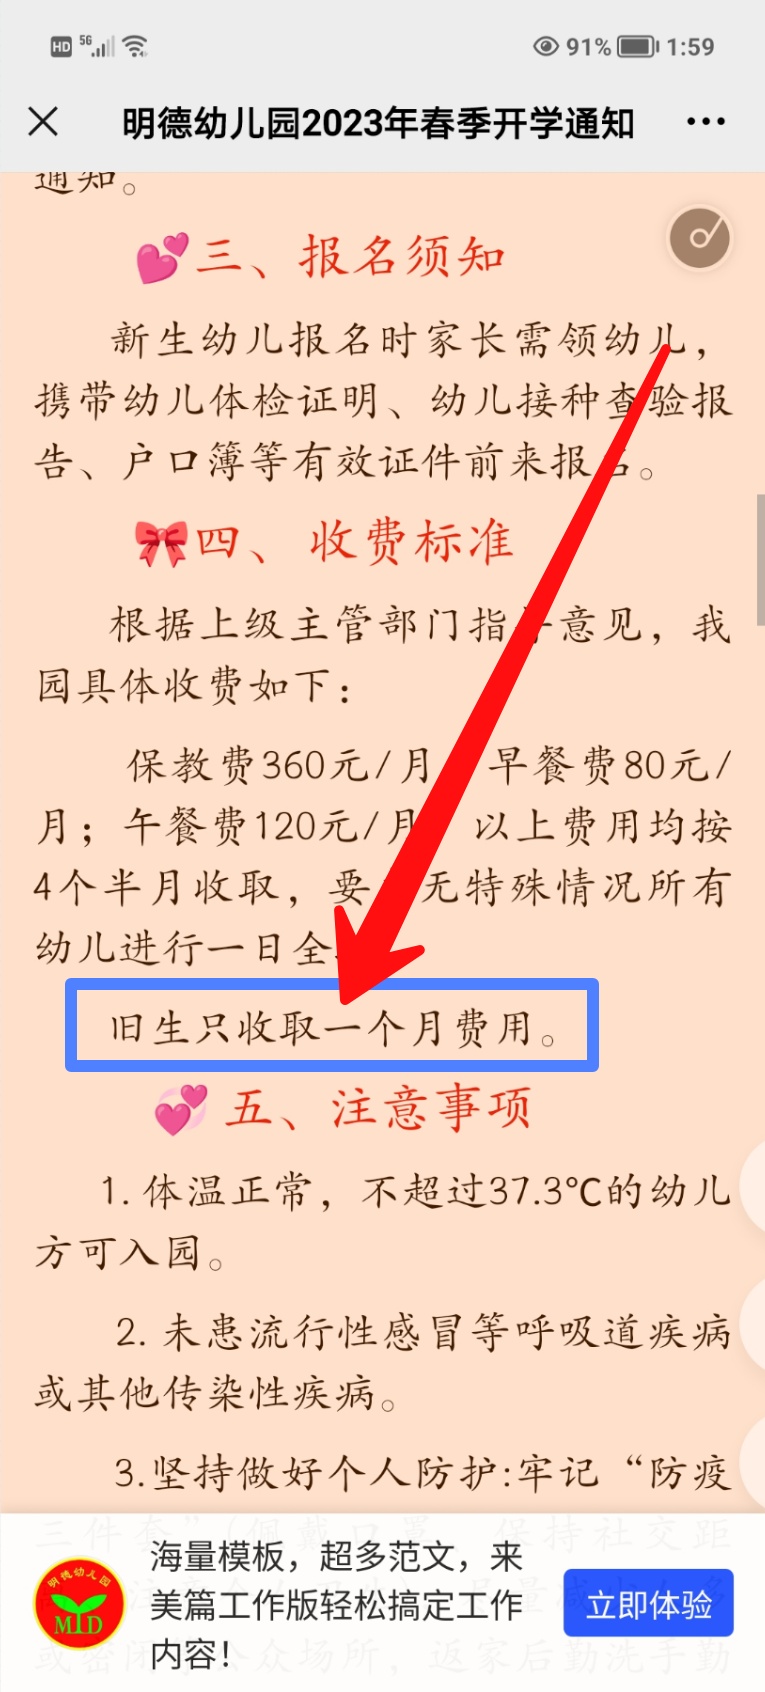 HD 5G 91% 1:59
明德幼儿园2023年春季开学通知
通知。
三、报名须知
新生幼儿报名时家长需领幼儿，
携带幼儿体检证明、幼儿接种查验报
告、户口簿等有效证件前来报名。
四、 收费标准
根据上级主管部门指导意见，我
园具体收费如下：
保教费360元/月 早餐费80元/
月；午餐费120元/月 以上费用均按
4个半月收取，要 无特殊情况所有
幼儿进行一日全
旧生只收取一个月费用。
五、注意事项
1. 体温正常，不超过37.3℃的幼儿
方可入园。
2. 未患流行性感冒等呼吸道疾病
或其他传染性疾病。
3.坚持做好个人防护:牢记“防疫
三件套”（佩戴口罩、保持社交距
海量模板，超多范文，来
美篇工作版轻松搞定工作
内容！
立即体验
明德幼儿园
MTD
或密闭 公众场所，返家后勤洗手勤